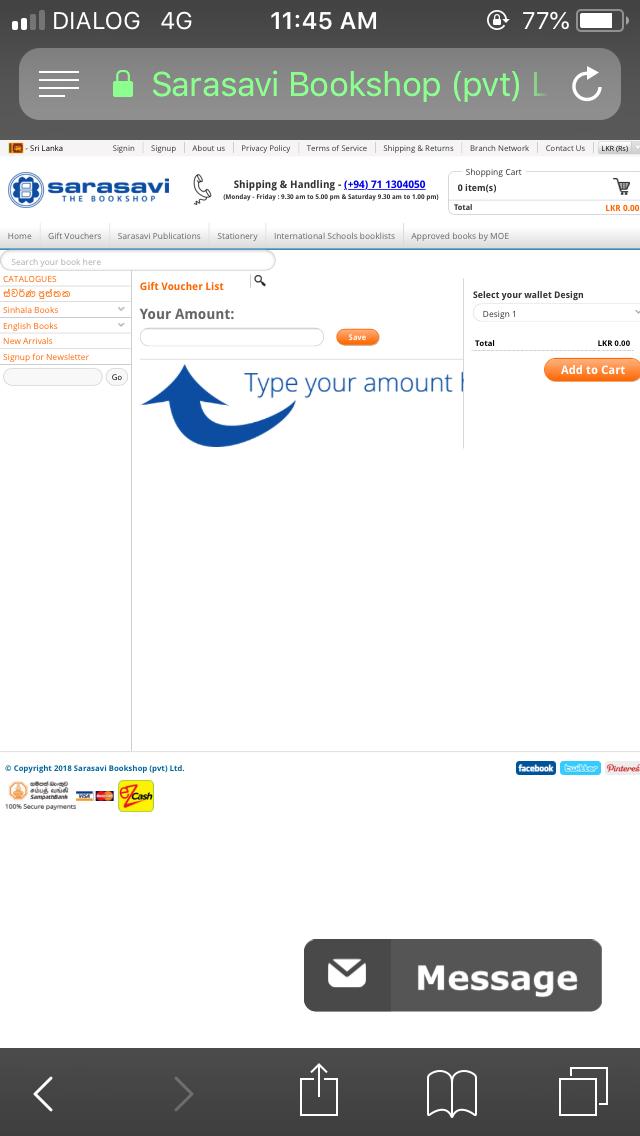 DIALOG 4G 11:45 AM 77%
Sarasavi Bookshop (pvt) L
- Sri Lanka Signin Signup About us Privacy Policy Terms of Service Shipping & Returns Branch Network Contact Us LKR (Rs)
sarasavi
THE BOOKSHOP
Shipping & Handling - (+94) 71 1304050
(Monday - Friday : 9.30 am to 5.00 pm & Saturday 9.30 am to 1.00 pm)
Shopping Cart
0 item(s)
Total LKR 0.00
Home Gift Vouchers Sarasavi Publications Stationery International Schools booklists Approved books by MOE
Search your book here
CATALOGUES
ස්වර්ණ පුස්තක
Sinhala Books
English Books
New Arrivals
Signup for Newsletter
Go
Gift Voucher List
Your Amount:
Save
Type your amount h
Select your wallet Design
Design 1
Total LKR 0.00
Add to Cart
© Copyright 2018 Sarasavi Bookshop (pvt) Ltd.
facebook twitter Pinteres
සම්පත් බැංකුව
SampathBank
VISA
eZ Cash
100% Secure payments
Message